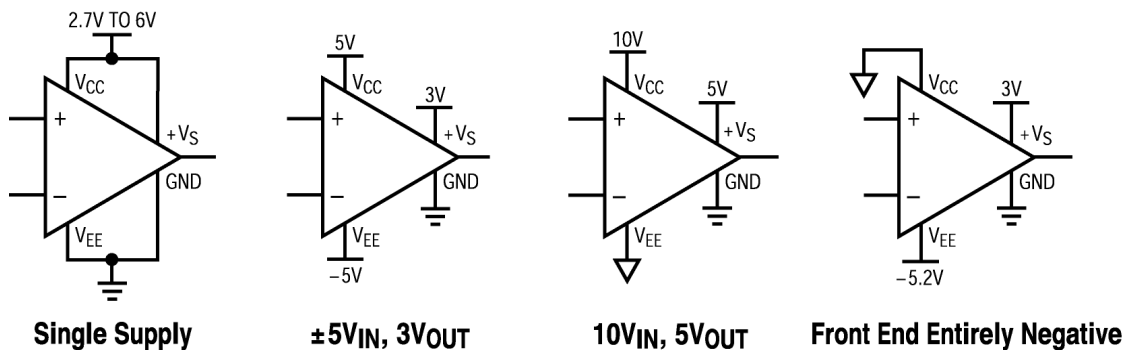 2.7V TO 6V
VCC
+
+VS
−
GND
VEE
Single Supply
5V
VCC
3V
+
+VS
−
GND
VEE
−5V
±5VIN, 3VOUT
10V
VCC
5V
+
+VS
−
GND
VEE
10VIN, 5VOUT
VCC
3V
+
+VS
−
GND
VEE
−5.2V
Front End Entirely Negative